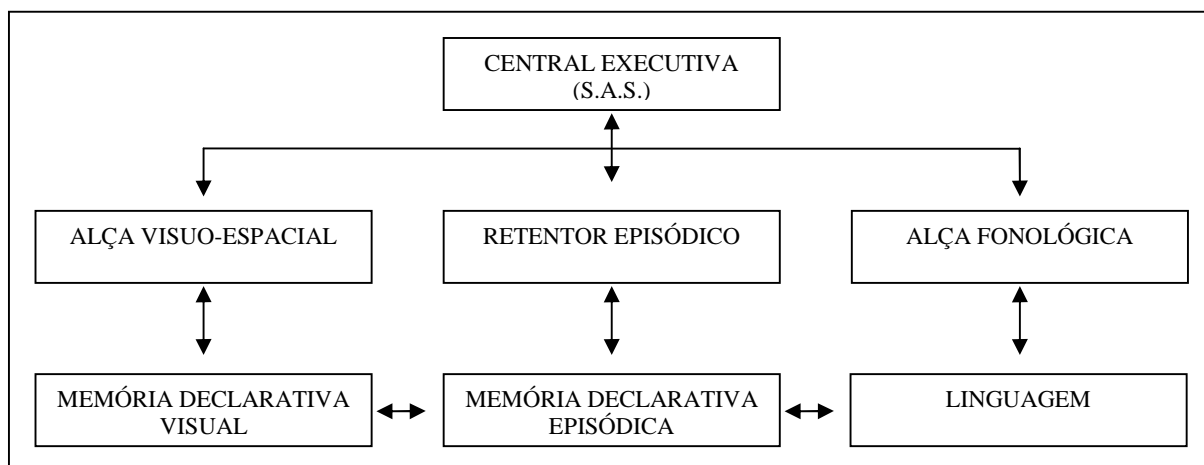 CENTRAL EXECUTIVA
(S.A.S.)
ALÇA VISUO-ESPACIAL
RETENTOR EPISÓDICO
ALÇA FONOLÓGICA
MEMÓRIA DECLARATIVA
VISUAL
MEMÓRIA DECLARATIVA
EPISÓDICA
LINGUAGEM